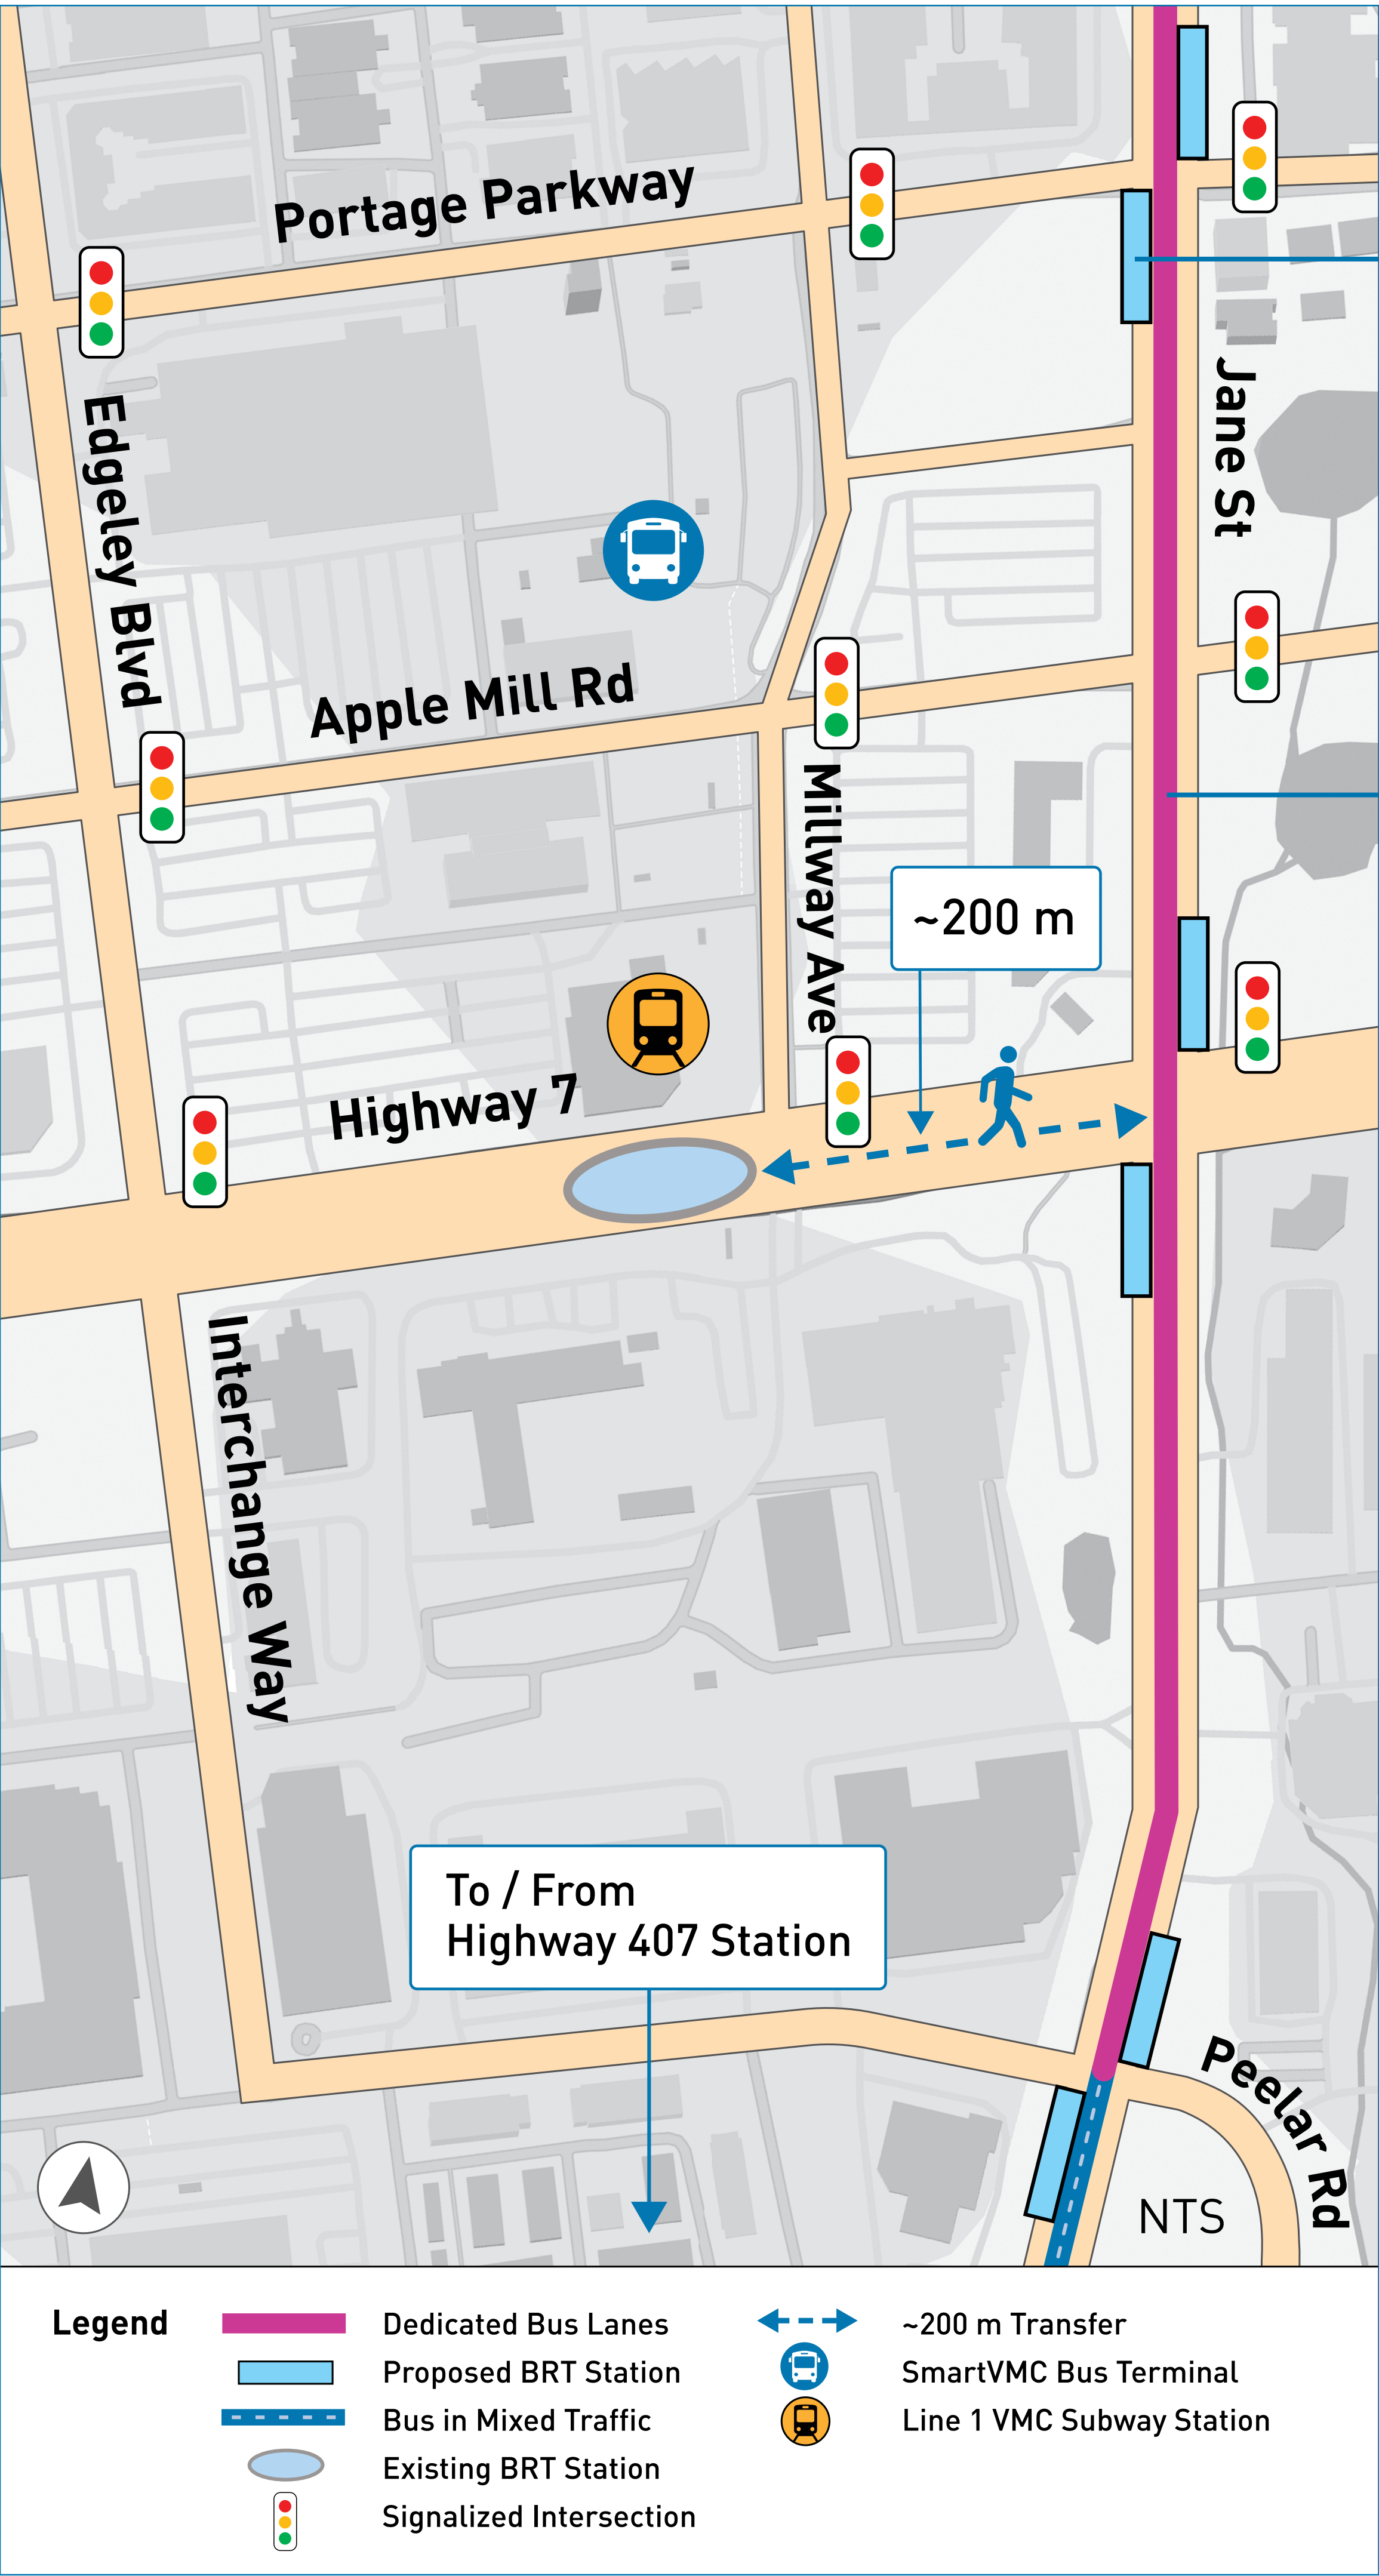 Portage Parkway
Jane St
Edgeley Blvd
Apple Mill Rd
Millway Ave
~200 m
Highway 7
Interchange Way
To / From
Highway 407 Station
Peelar Rd
NTS
Legend
Dedicated Bus Lanes
Proposed BRT Station
Bus in Mixed Traffic
Existing BRT Station
Signalized Intersection
~200 m Transfer
SmartVMC Bus Terminal
Line 1 VMC Subway Station